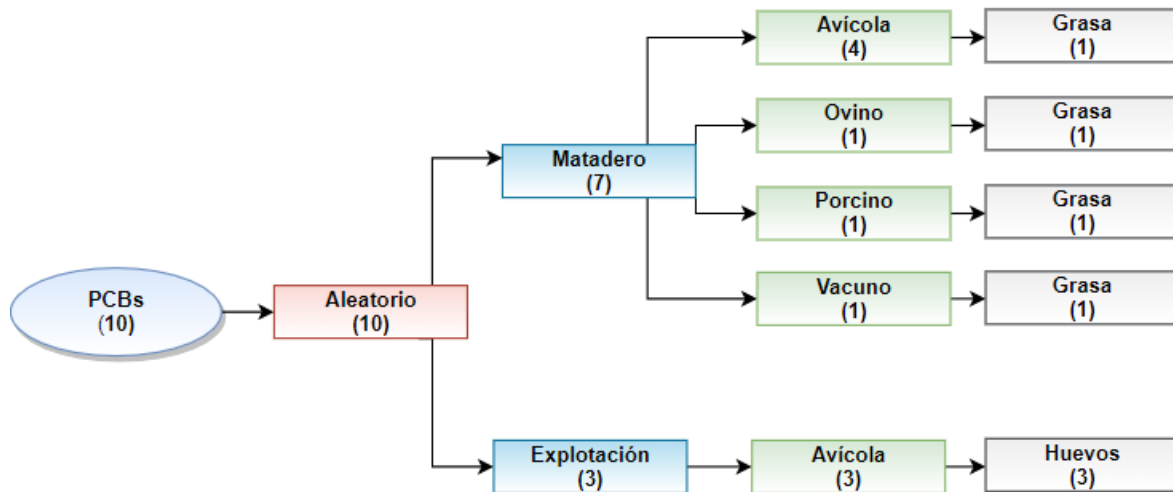 PCBs
(10)
Aleatorio
(10)
Matadero
(7)
Avícola
(4)
Grasa
(1)
Ovino
(1)
Grasa
(1)
Porcino
(1)
Grasa
(1)
Vacuno
(1)
Grasa
(1)
Explotación
(3)
Avícola
(3)
Huevos
(3)